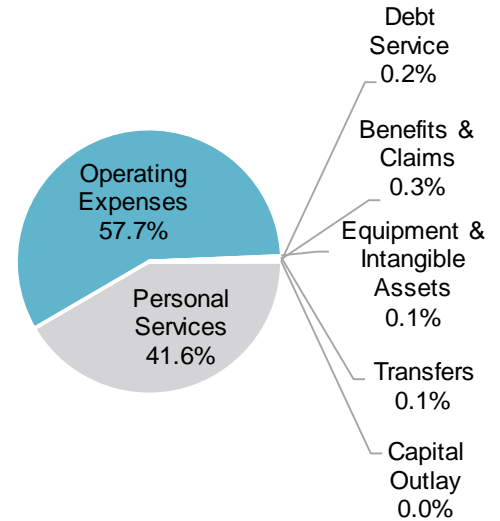 Debt
Service
0.2%
Benefits &
Claims
0.3%
Equipment &
Intangible
Assets
0.1%
Transfers
0.1%
Capital
Outlay
0.0%
Operating
Expenses
57.7%
Personal
Services
41.6%